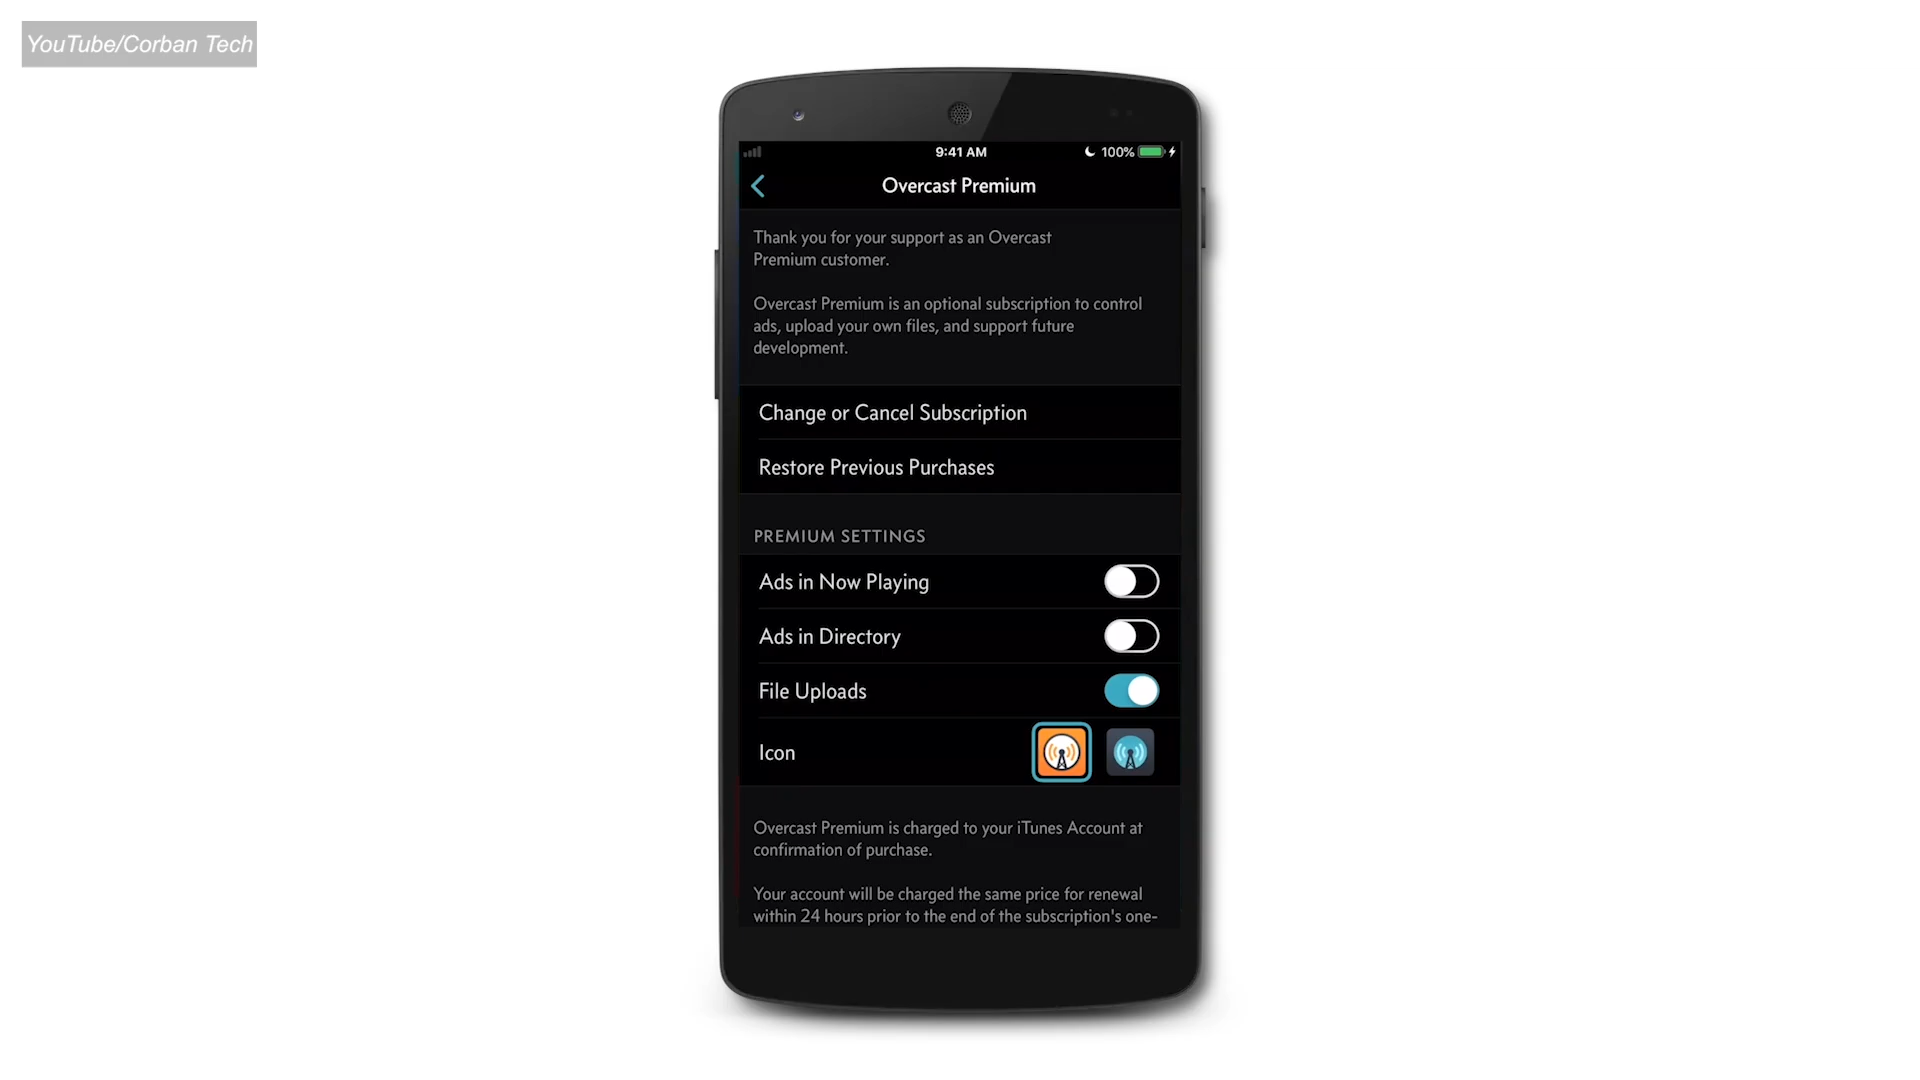 YouTube/Corban Tech
9:41 AM
100%
Overcast Premium
Thank you for your support as an Overcast
Premium customer.
Overcast Premium is an optional subscription to control
ads, upload your own files, and support future
development.
Change or Cancel Subscription
Restore Previous Purchases
PREMIUM SETTINGS
Ads in Now Playing
Ads in Directory
File Uploads
Icon
Overcast Premium is charged to your iTunes Account at
confirmation of purchase.
Your account will be charged the same price for renewal
within 24 hours prior to the end of the subscription's one-